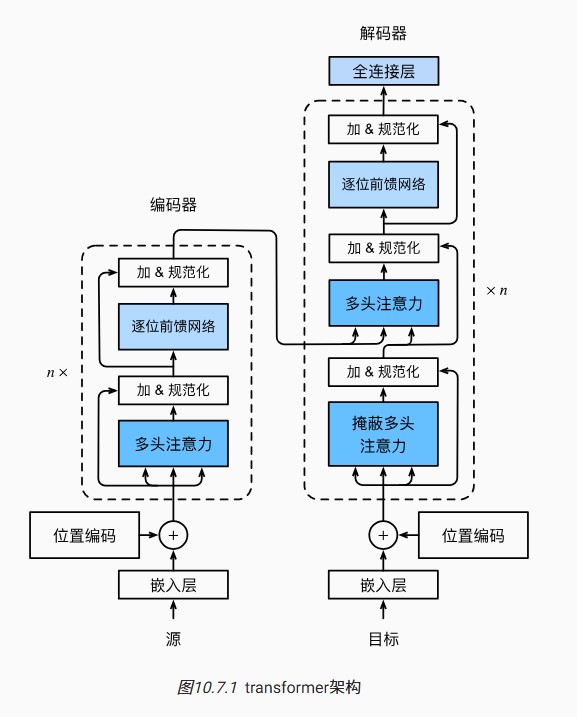 解码器
全连接层
加 & 规范化
逐位前馈网络
加 & 规范化
多头注意力
× n
加 & 规范化
掩蔽多头
注意力
+
位置编码
嵌入层
目标
编码器
加 & 规范化
逐位前馈网络
n ×
加 & 规范化
多头注意力
位置编码
+
嵌入层
源
图10.7.1 transformer架构